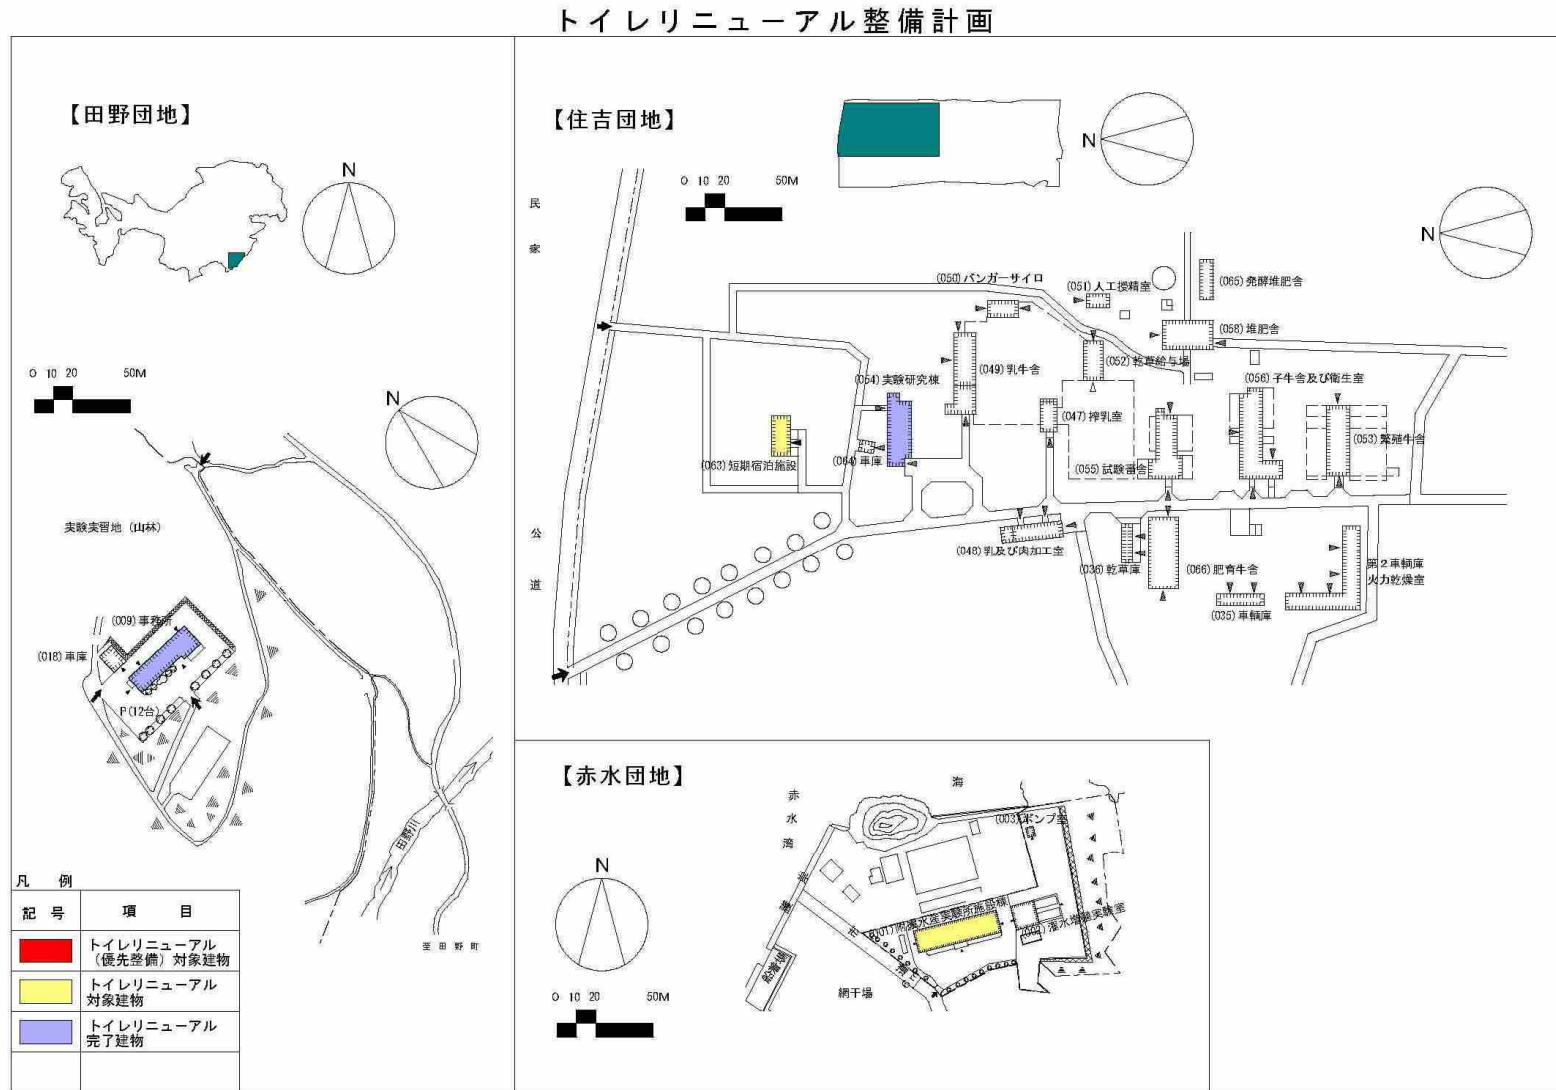 トイレリニューアル整備計画
【田野団地】
N
0 10 20 50M
N
実験実習地 (山林)
(009) 事務所
(018) 車庫
P(12台)
田野川
至田野町
凡 例
記 号 項 目
トイレリニューアル
(優先整備) 対象建物
トイレリニューアル
対象建物
トイレリニューアル
完了建物
【住吉団地】
N
0 10 20 50M
N
民家
公道
(050) バンガーサイロ
(051) 人工授精室
(065) 発酵堆肥舎
(058) 堆肥舎
(049) 乳牛舎
(052) 乾草給与場
(054) 実験研究棟
(056) 子牛舎及び衛生室
(047) 搾乳室
(053) 繁殖牛舎
(063) 短期宿泊施設
(064) 車庫
(055) 試験畜舎
(048) 乳及び肉加工室
(036) 乾草庫
(066) 肥育牛舎
第2車輌庫
火力乾燥室
(035) 車輌庫
【赤水団地】
赤水湾
海
(003) ポンプ室
N
0 10 20 50M
網干場